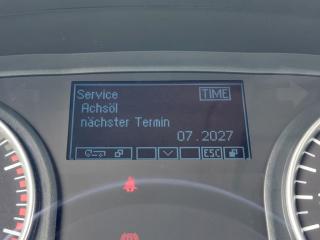 Service TIME
Achsöl
nächster Termin
07.2027
ESC